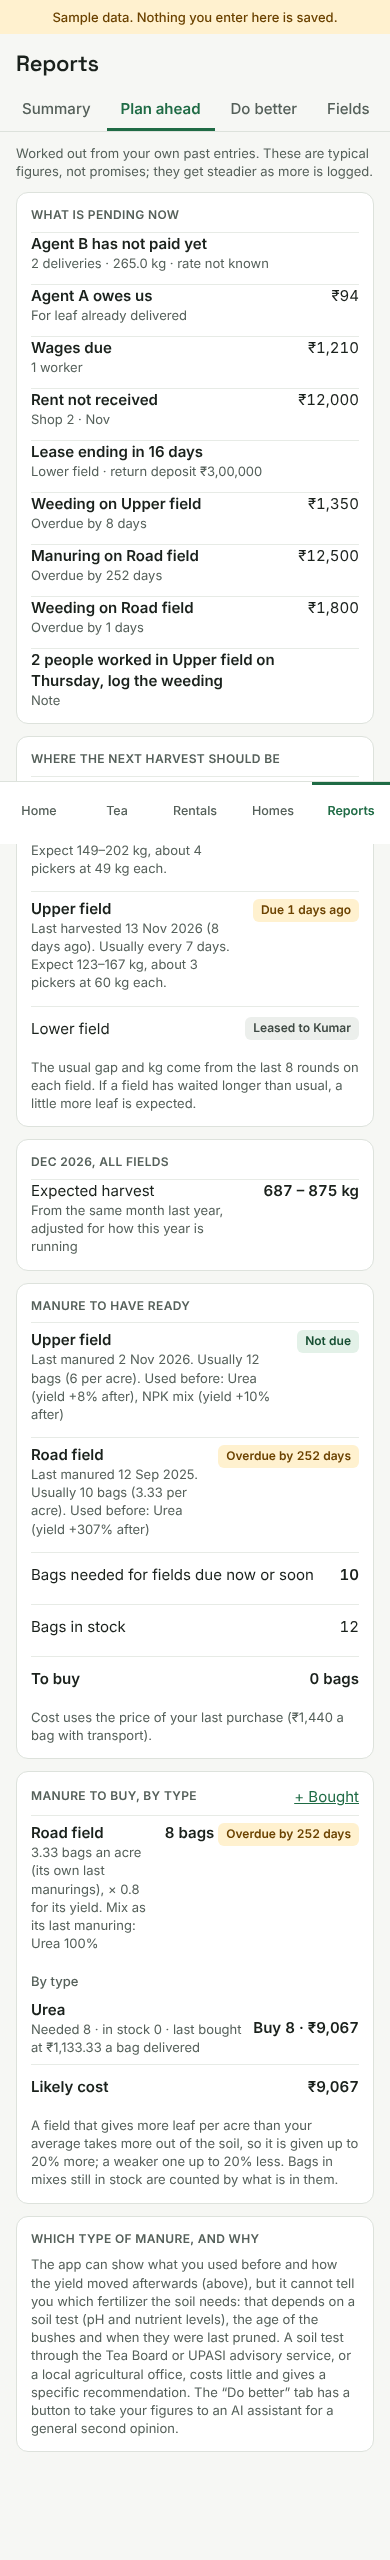 Sample data. Nothing you enter here is saved.
Reports
Summary Plan ahead Do better Fields
Worked out from your own past entries. These are typical
figures, not promises; they get steadier as more is logged.
WHAT IS PENDING NOW
Agent B has not paid yet
2 deliveries · 265.0 kg · rate not known
Agent A owes us ₹94
For leaf already delivered
Wages due ₹1,210
1 worker
Rent not received ₹12,000
Shop 2 · Nov
Lease ending in 16 days
Lower field · return deposit ₹3,00,000
Weeding on Upper field ₹1,350
Overdue by 8 days
Manuring on Road field ₹12,500
Overdue by 252 days
Weeding on Road field ₹1,800
Overdue by 1 days
2 people worked in Upper field on
Thursday, log the weeding
Note
WHERE THE NEXT HARVEST SHOULD BE
Home Tea Rentals Homes Reports
Expect 149–202 kg, about 4
pickers at 49 kg each.
Upper field Due 1 days ago
Last harvested 13 Nov 2026 (8
days ago). Usually every 7 days.
Expect 123–167 kg, about 3
pickers at 60 kg each.
Lower field Leased to Kumar
The usual gap and kg come from the last 8 rounds on
each field. If a field has waited longer than usual, a
little more leaf is expected.
DEC 2026, ALL FIELDS
Expected harvest 687 – 875 kg
From the same month last year,
adjusted for how this year is
running
MANURE TO HAVE READY
Upper field Not due
Last manured 2 Nov 2026. Usually 12
bags (6 per acre). Used before: Urea
(yield +8% after), NPK mix (yield +10%
after)
Road field Overdue by 252 days
Last manured 12 Sep 2025.
Usually 10 bags (3.33 per
acre). Used before: Urea
(yield +307% after)
Bags needed for fields due now or soon 10
Bags in stock 12
To buy 0 bags
Cost uses the price of your last purchase (₹1,440 a
bag with transport).
MANURE TO BUY, BY TYPE + Bought
Road field 8 bags Overdue by 252 days
3.33 bags an acre
(its own last
manurings), × 0.8
for its yield. Mix as
its last manuring:
Urea 100%
By type
Urea
Needed 8 · in stock 0 · last bought Buy 8 · ₹9,067
at ₹1,133.33 a bag delivered
Likely cost ₹9,067
A field that gives more leaf per acre than your
average takes more out of the soil, so it is given up to
20% more; a weaker one up to 20% less. Bags in
mixes still in stock are counted by what is in them.
WHICH TYPE OF MANURE, AND WHY
The app can show what you used before and how
the yield moved afterwards (above), but it cannot tell
you which fertilizer the soil needs: that depends on a
soil test (pH and nutrient levels), the age of the
bushes and when they were last pruned. A soil test
through the Tea Board or UPASI advisory service, or
a local agricultural office, costs little and gives a
specific recommendation. The “Do better” tab has a
button to take your figures to an AI assistant for a
general second opinion.